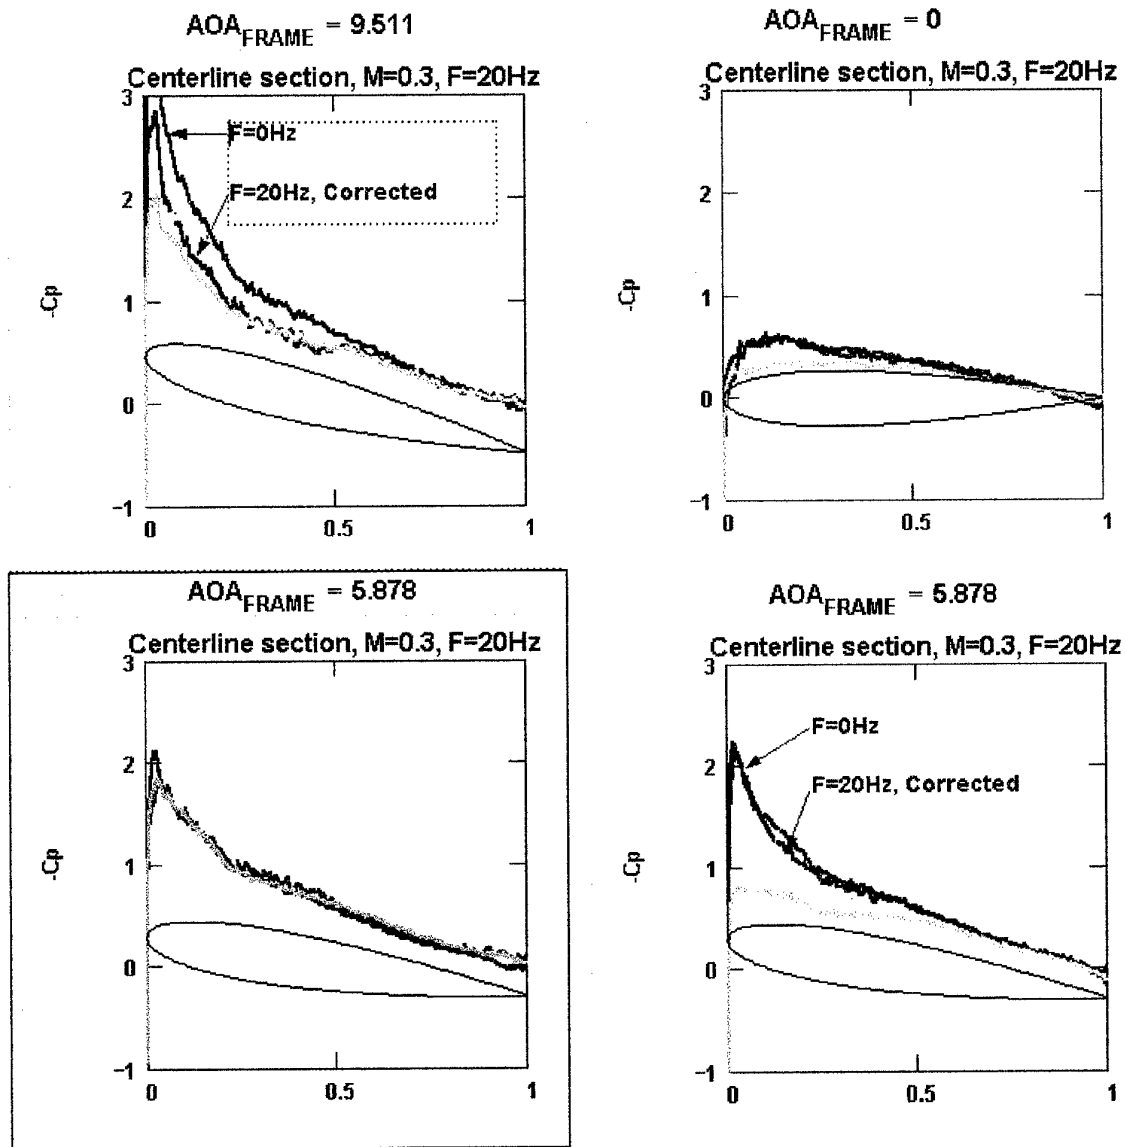 AOA_FRAME = 9.511
Centerline section, M=0.3, F=20Hz
3
2
1
0
-1
-Cp
F=0Hz
F=20Hz, Corrected
0
0.5
1
AOA_FRAME = 0
Centerline section, M=0.3, F=20Hz
3
2
1
0
-1
-Cp
0
0.5
1
AOA_FRAME = 5.878
Centerline section, M=0.3, F=20Hz
3
2
1
0
-1
-Cp
0
0.5
1
AOA_FRAME = 5.878
Centerline section, M=0.3, F=20Hz
3
2
1
0
-1
-Cp
F=0Hz
F=20Hz, Corrected
0
0.5
1